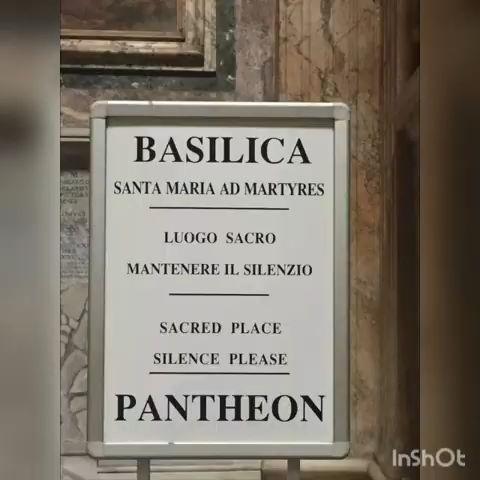 BASILICA
SANTA MARIA AD MARTYRES
LUOGO SACRO
MANTENERE IL SILENZIO
SACRED PLACE
SILENCE PLEASE
PANTHEON
InShOt